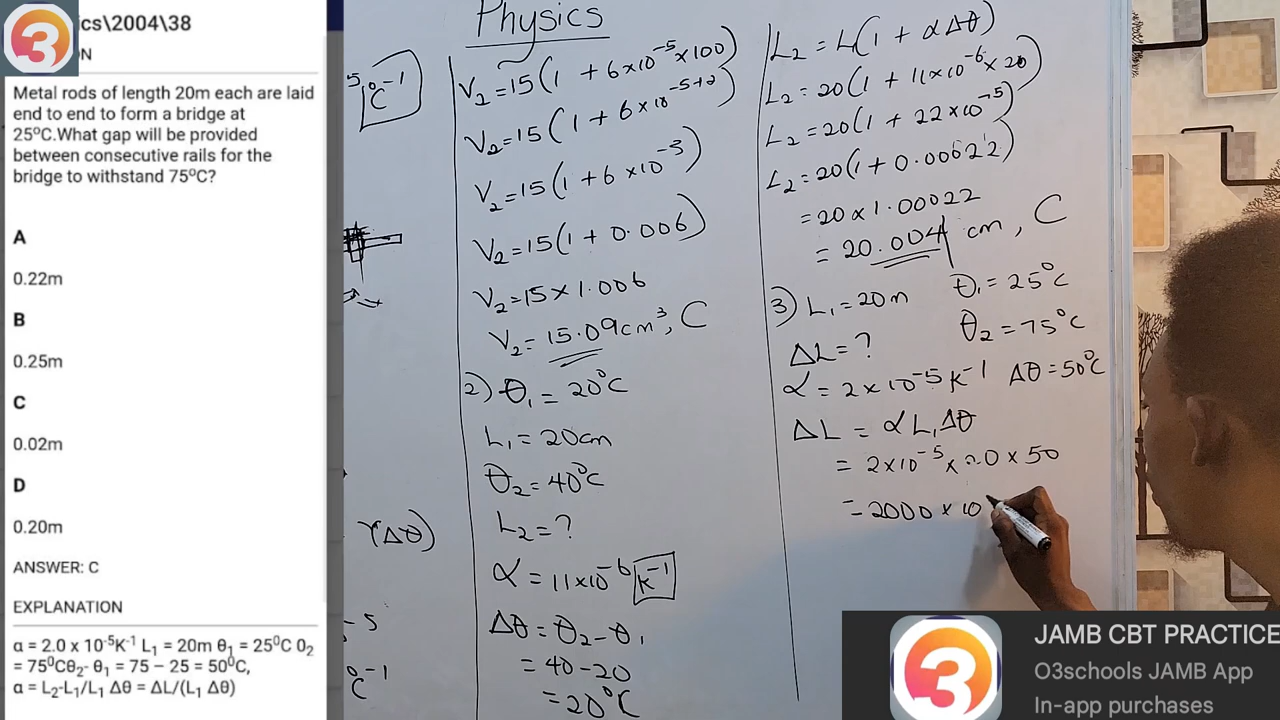 3
cs\2004\38
ON
Metal rods of length 20m each are laid
end to end to form a bridge at
25⁰C.What gap will be provided
between consecutive rails for the
bridge to withstand 75⁰C?
A
0.22m
B
0.25m
C
0.02m
D
0.20m
ANSWER: C
EXPLANATION
α = 2.0 x 10⁻⁵K⁻¹ L₁ = 20m θ₁ = 25⁰C 0₂
= 75⁰Cθ₂- θ₁ = 75 – 25 = 50⁰C,
α = L₂-L₁/L₁ Δθ = ΔL/(L₁ Δθ)
5 °C⁻¹
γ(Δθ)
-5
°C⁻¹
Physics
V₂=15(1 + 6×10⁻⁵×100)
V₂=15(1 + 6×10⁻⁵⁺²)
V₂=15(1+6×10⁻³)
V₂=15(1+0.006)
V₂=15×1.006
V₂= 15.09cm³, C
2) θ₁ = 20°C
L₁=20cm
θ₂=40°C
L₂=?
α = 11×10⁻⁶ K⁻¹
Δθ=θ₂-θ₁
=40-20
=20°C
L₂ = L(1 + αΔθ)
L₂=20(1 + 11×10⁻⁶×20)
L₂=20(1 + 22×10⁻⁵)
L₂=20(1+0.00022)
=20×1.00022
= 20.004 cm, C
3) L₁=20m θ₁=25°C
ΔL=? θ₂=75°C
α = 2×10⁻⁵K⁻¹ Δθ=50°C
ΔL = αL₁Δθ
= 2×10⁻⁵×20×50
=2000×10
3
JAMB CBT PRACTICE
O3schools JAMB App
In-app purchases